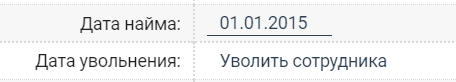 Дата найма: 01.01.2015
Дата увольнения: Уволить сотрудника